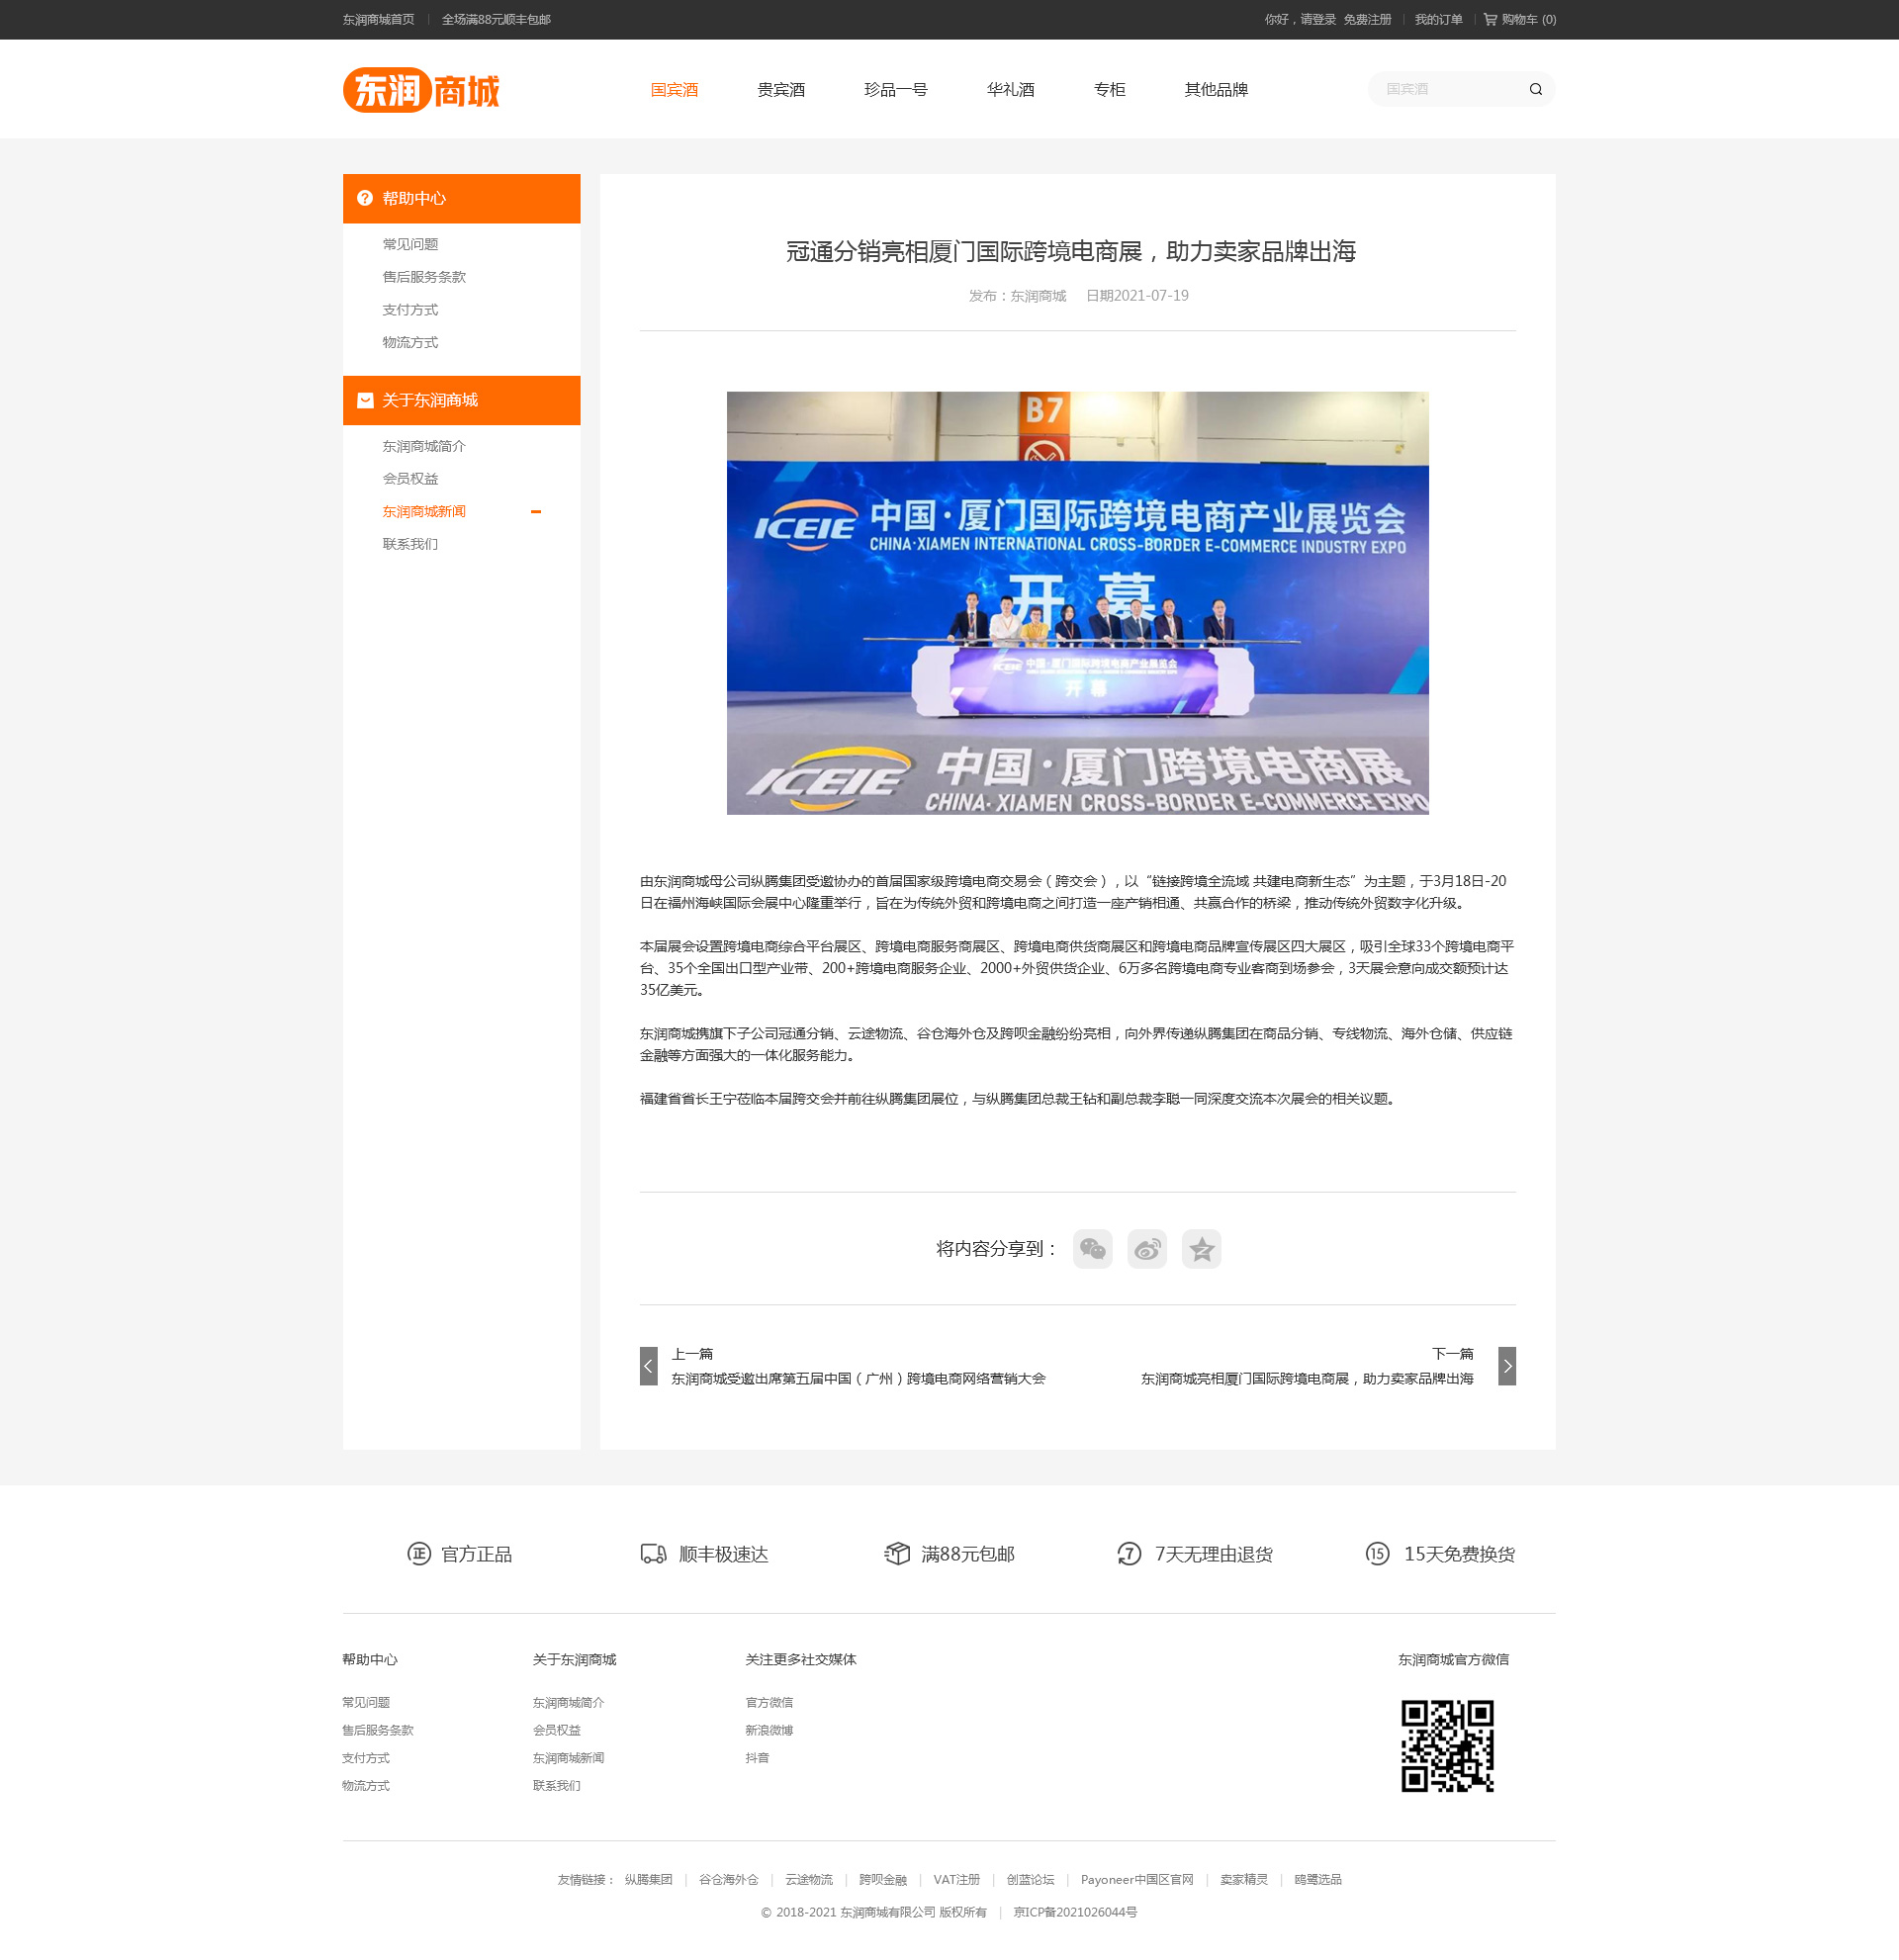 东润商城首页 | 全场满88元顺丰包邮 你好，请登录 免费注册 | 我的订单 | 购物车 (0)
东润商城 国宾酒 贵宾酒 珍品一号 华礼酒 专柜 其他品牌 国宾酒
帮助中心
常见问题
售后服务条款
支付方式
物流方式
关于东润商城
东润商城简介
会员权益
东润商城新闻
联系我们
冠通分销亮相厦门国际跨境电商展，助力卖家品牌出海
发布：东润商城 日期2021-07-19
B7
ICEIE 中国·厦门国际跨境电商产业展览会
CHINA·XIAMEN INTERNATIONAL CROSS-BORDER E-COMMERCE INDUSTRY EXPO
开幕
ICEIE 中国·厦门国际跨境电商产业展览会
开幕
ICEIE 中国·厦门跨境电商展
CHINA·XIAMEN CROSS-BORDER E-COMMERCE EXPO
由东润商城母公司纵腾集团受邀协办的首届国家级跨境电商交易会（跨交会），以“链接跨境全流域 共建电商新生态”为主题，于3月18日-20
日在福州海峡国际会展中心隆重举行，旨在为传统外贸和跨境电商之间打造一座产销相通、共赢合作的桥梁，推动传统外贸数字化升级。
本届展会设置跨境电商综合平台展区、跨境电商服务商展区、跨境电商供货商展区和跨境电商品牌宣传展区四大展区，吸引全球33个跨境电商平
台、35个全国出口型产业带、200+跨境电商服务企业、2000+外贸供货企业、6万多名跨境电商专业客商到场参会，3天展会意向成交额预计达
35亿美元。
东润商城携旗下子公司冠通分销、云途物流、谷仓海外仓及跨呗金融纷纷亮相，向外界传递纵腾集团在商品分销、专线物流、海外仓储、供应链
金融等方面强大的一体化服务能力。
福建省省长王宁莅临本届跨交会并前往纵腾集团展位，与纵腾集团总裁王钻和副总裁李聪一同深度交流本次展会的相关议题。
将内容分享到：
上一篇
东润商城受邀出席第五届中国（广州）跨境电商网络营销大会
下一篇
东润商城亮相厦门国际跨境电商展，助力卖家品牌出海
正 官方正品 顺丰极速达 满88元包邮 7 7天无理由退货 15 15天免费换货
帮助中心
常见问题
售后服务条款
支付方式
物流方式
关于东润商城
东润商城简介
会员权益
东润商城新闻
联系我们
关注更多社交媒体
官方微信
新浪微博
抖音
东润商城官方微信
友情链接： 纵腾集团 | 谷仓海外仓 | 云途物流 | 跨呗金融 | VAT注册 | 创蓝论坛 | Payoneer中国区官网 | 卖家精灵 | 鸥鹭选品
© 2018-2021 东润商城有限公司 版权所有 | 京ICP备2021026044号